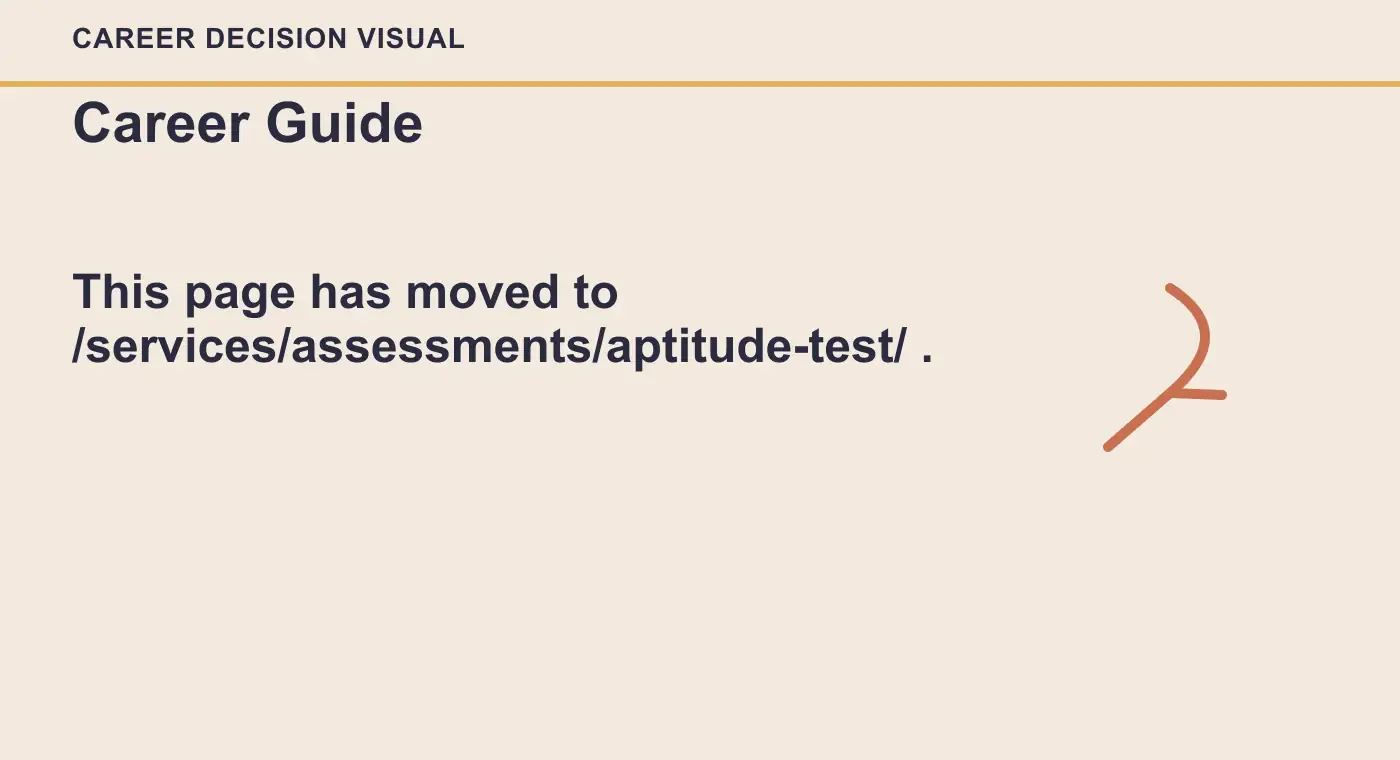 CAREER DECISION VISUAL
Career Guide
This page has moved to
/services/assessments/aptitude-test/ .